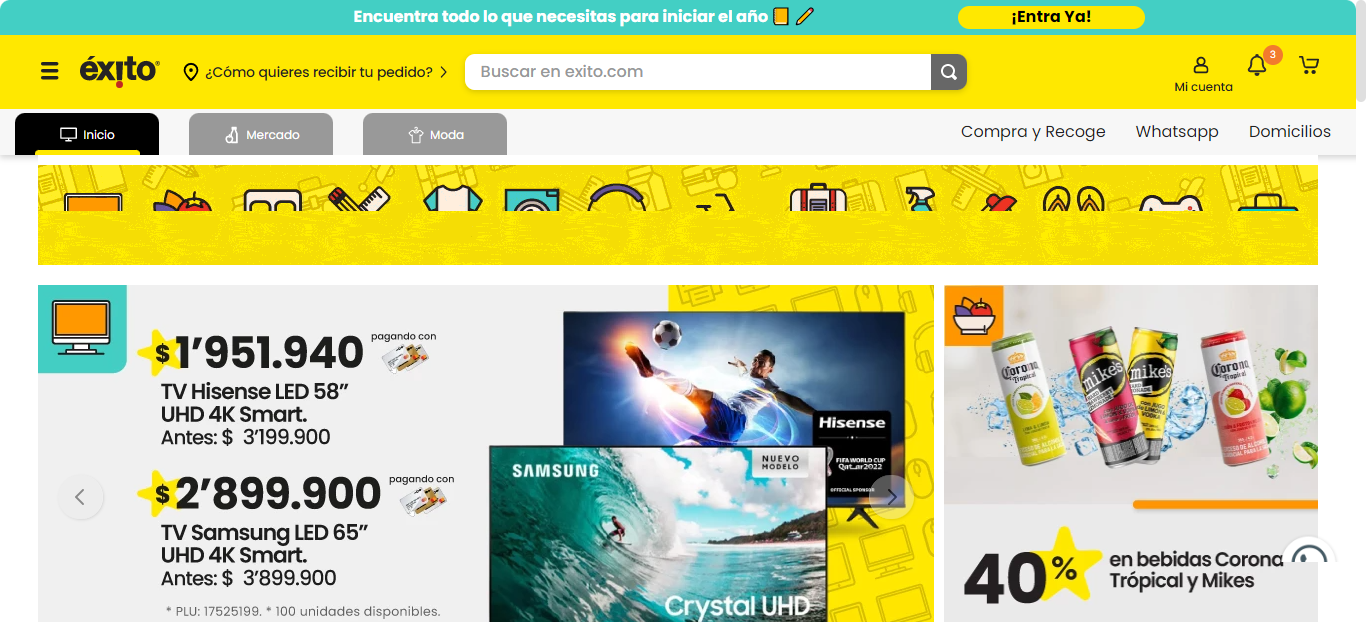 Encuentra todo lo que necesitas para iniciar el año
¡Entra Ya!
éxito
¿Cómo quieres recibir tu pedido?
Buscar en exito.com
Mi cuenta
3
Inicio
Mercado
Moda
Compra y Recoge
Whatsapp
Domicilios
$1’951.940
pagando con
TV Hisense LED 58”
UHD 4K Smart.
Antes: $ 3’199.900
$2’899.900
pagando con
TV Samsung LED 65”
UHD 4K Smart.
Antes: $ 3’899.900
* PLU: 17525199. * 100 unidades disponibles.
Hisense
FIFA WORLD CUP
Qatar2022
OFFICIAL SPONSOR
SAMSUNG
NUEVO
MODELO
Crystal UHD
Corona
Tropical
mike's
HARD
LEMONADE
mike's
Corona
Tropical
40%
en bebidas Corona
Trópical y Mikes